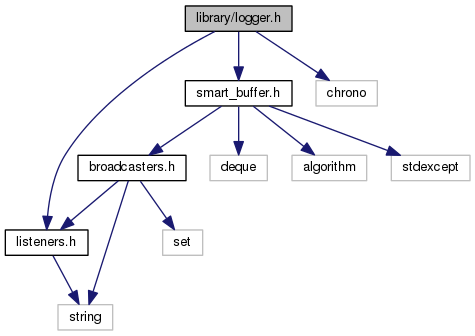 library/logger.h
smart_buffer.h
chrono
broadcasters.h
deque
algorithm
stdexcept
listeners.h
set
string